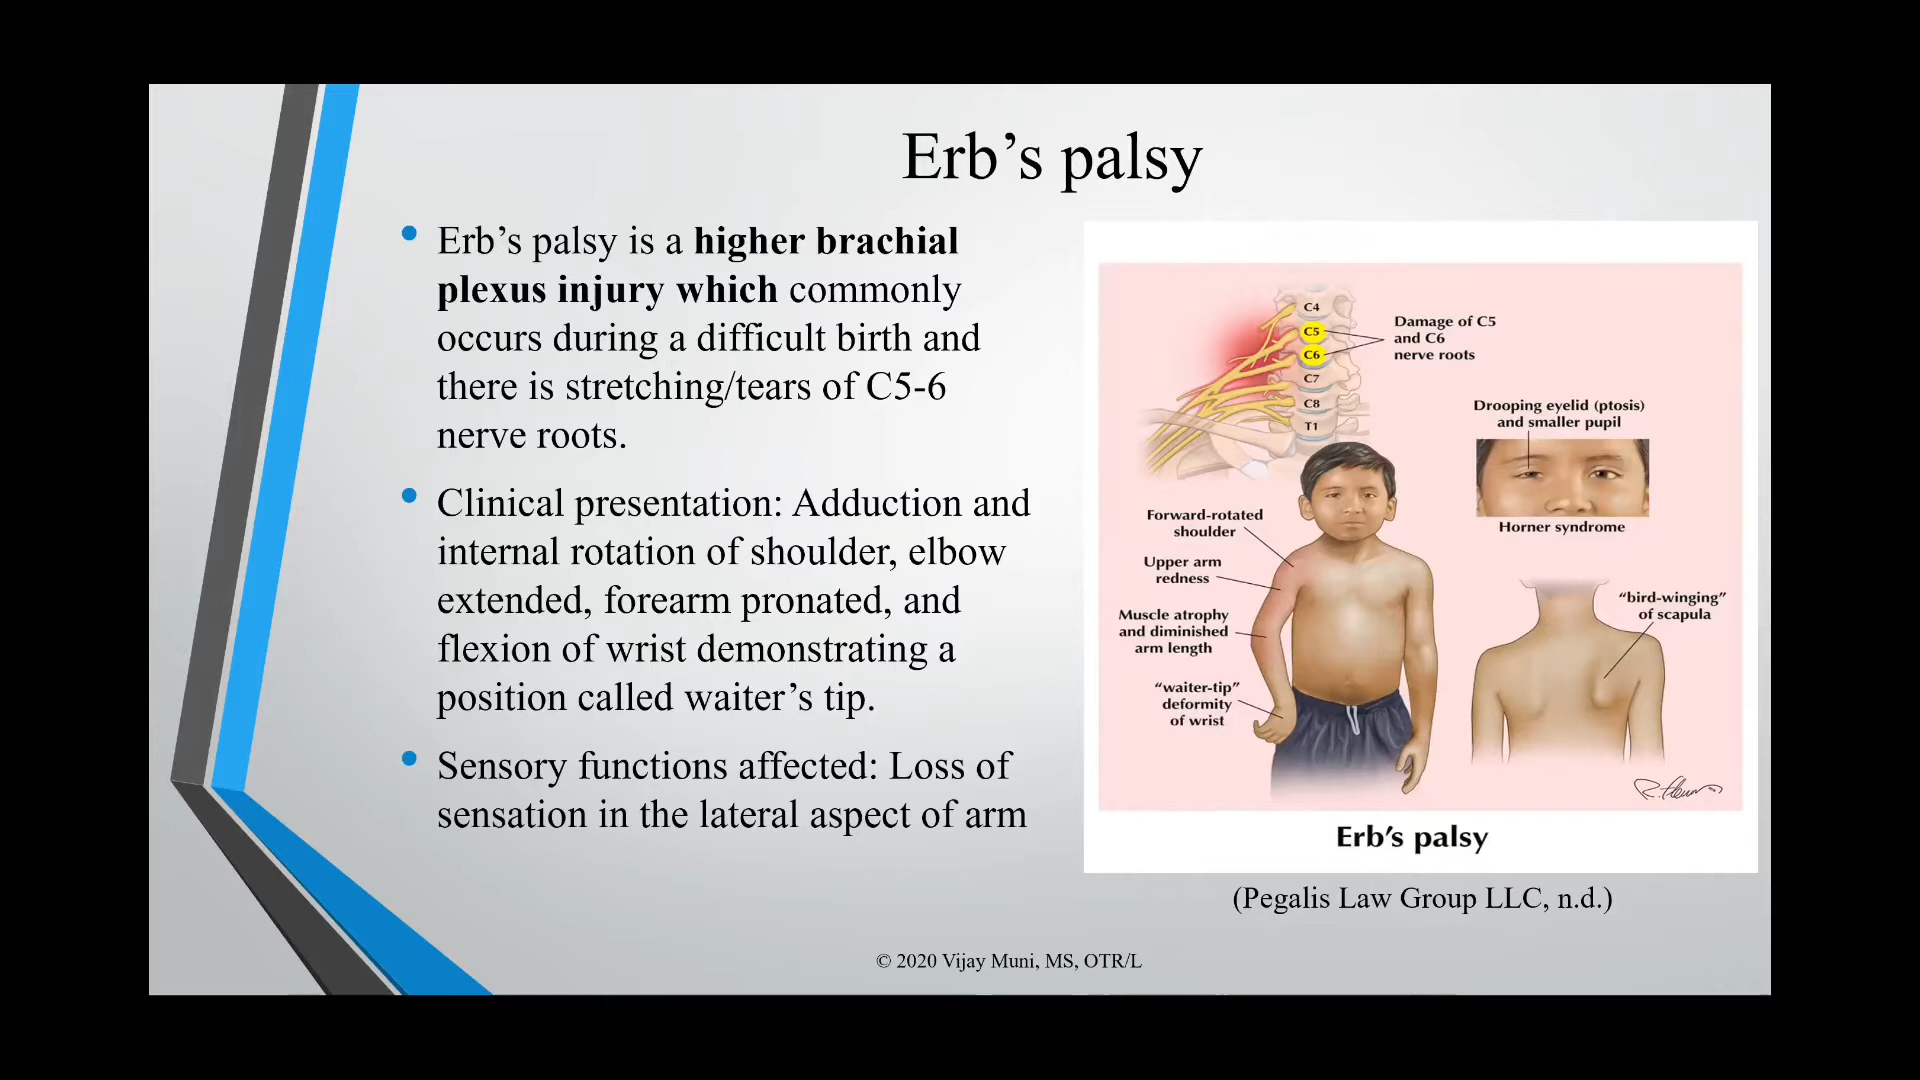 Erb’s palsy
• Erb’s palsy is a higher brachial
plexus injury which commonly
occurs during a difficult birth and
there is stretching/tears of C5-6
nerve roots.
• Clinical presentation: Adduction and
internal rotation of shoulder, elbow
extended, forearm pronated, and
flexion of wrist demonstrating a
position called waiter’s tip.
• Sensory functions affected: Loss of
sensation in the lateral aspect of arm
C4
C5
C6
C7
C8
T1
Damage of C5
and C6
nerve roots
Drooping eyelid (ptosis)
and smaller pupil
Horner syndrome
Forward-rotated
shoulder
Upper arm
redness
Muscle atrophy
and diminished
arm length
“waiter-tip”
deformity
of wrist
“bird-winging”
of scapula
Erb’s palsy
(Pegalis Law Group LLC, n.d.)
© 2020 Vijay Muni, MS, OTR/L